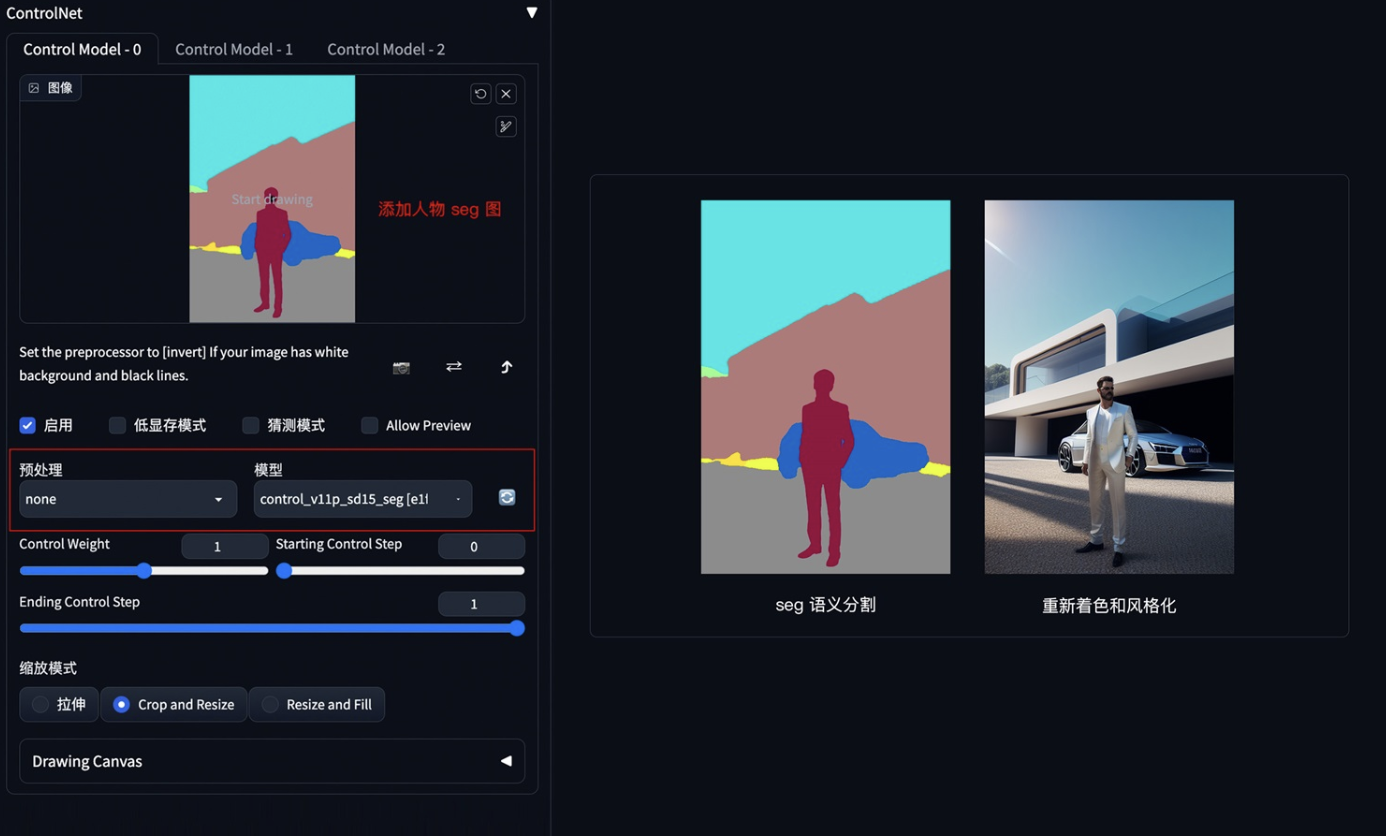 ControlNet
Control Model - 0
Control Model - 1
Control Model - 2
图像
Start drawing
添加人物 seg 图
Set the preprocessor to [invert] If your image has white
background and black lines.
启用
低显存模式
猜测模式
Allow Preview
预处理
模型
none
control_v11p_sd15_seg [e1f
Control Weight
1
Starting Control Step
0
Ending Control Step
1
缩放模式
拉伸
Crop and Resize
Resize and Fill
Drawing Canvas
seg 语义分割
重新着色和风格化